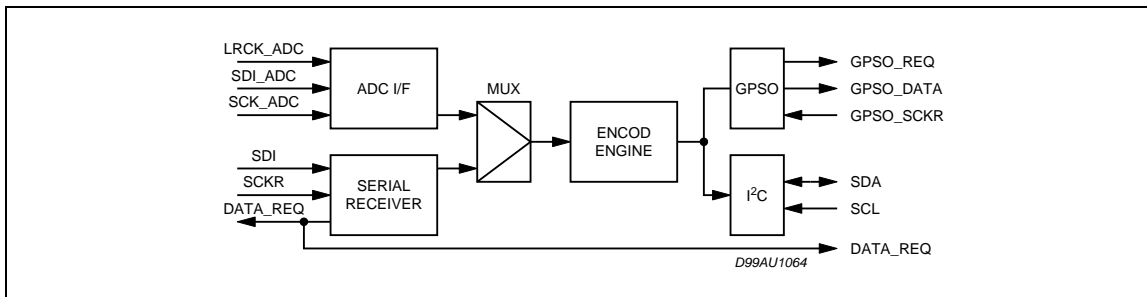 LRCK_ADC
SDI_ADC
SCK_ADC
ADC I/F
MUX
SDI
SCKR
DATA_REQ
SERIAL
RECEIVER
ENCOD
ENGINE
GPSO
GPSO_REQ
GPSO_DATA
GPSO_SCKR
I²C
SDA
SCL
DATA_REQ
D99AU1064